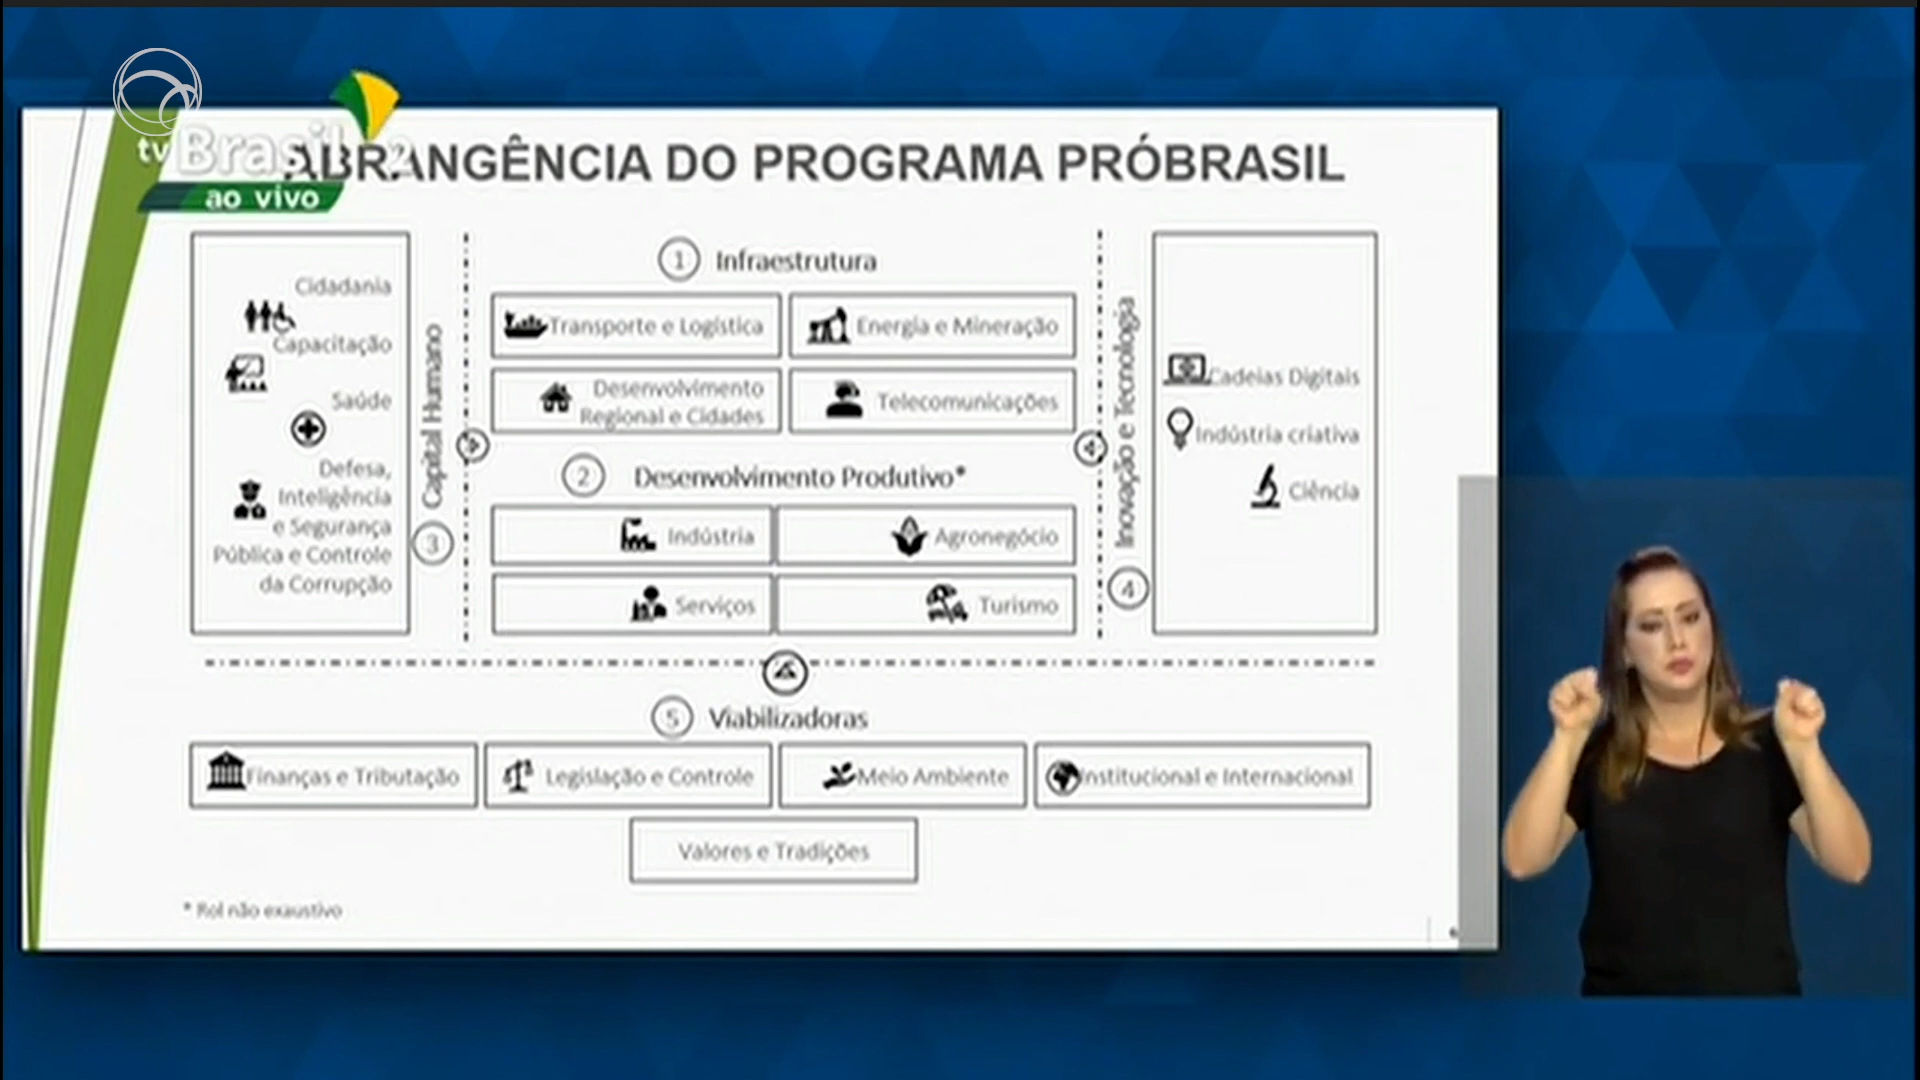 tv Brasil 2
ao vivo
ABRANGÊNCIA DO PROGRAMA PRÓBRASIL
Cidadania
Capacitação
Saúde
Defesa,
Inteligência
e Segurança
Pública e Controle
da Corrupção
3 Capital Humano
1 Infraestrutura
Transporte e Logística
Energia e Mineração
Desenvolvimento
Regional e Cidades
Telecomunicações
2 Desenvolvimento Produtivo*
Indústria
Agronegócio
Serviços
Turismo
4 Inovação e Tecnologia
Cadeias Digitais
Indústria criativa
Ciência
5 Viabilizadoras
Finanças e Tributação
Legislação e Controle
Meio Ambiente
Institucional e Internacional
Valores e Tradições
* Rol não exaustivo